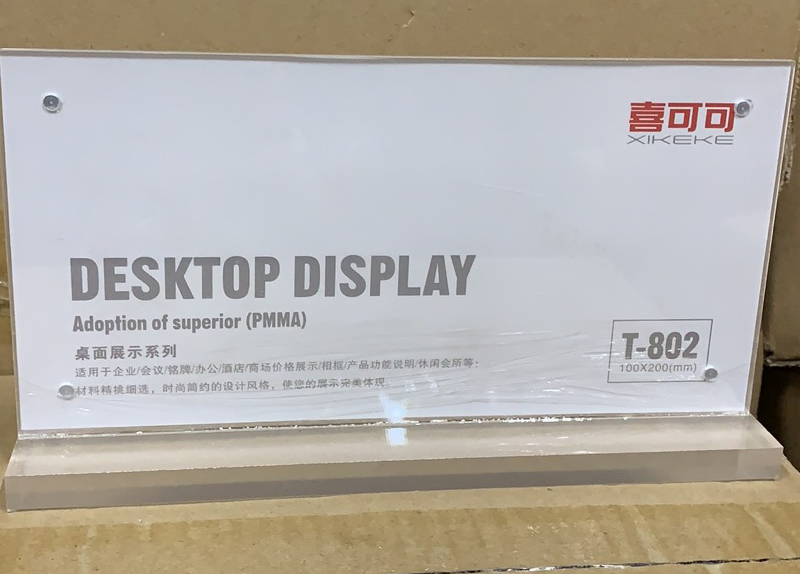 喜可可
XIKEKE
DESKTOP DISPLAY
Adoption of superior (PMMA)
桌面展示系列
适用于企业/会议/铭牌/办公/酒店/商场价格展示/相框/产品功能说明/休闲会所等:
材料精挑细选，时尚简约的设计风格，使您的展示完美体现
T-802
100X200(mm)